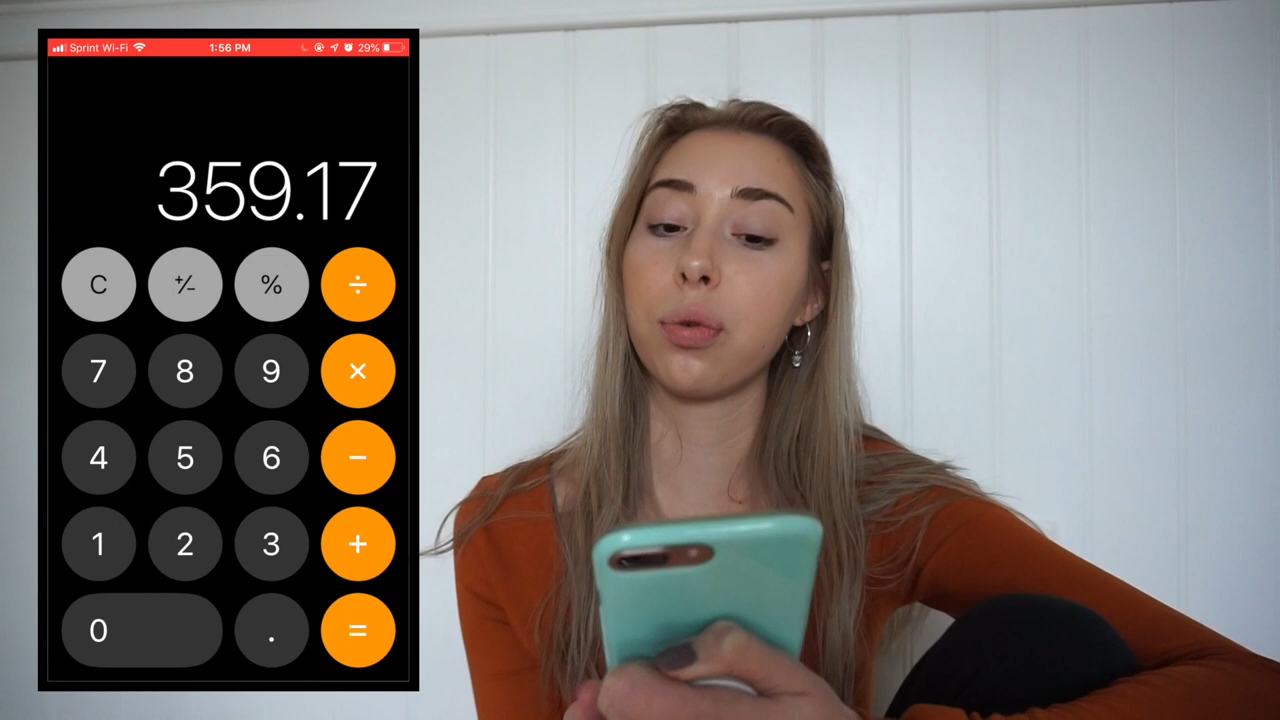 Sprint Wi-Fi 1:56 PM 29%
359.17
C +/- % ÷
7 8 9 ×
4 5 6 −
1 2 3 +
0 . =